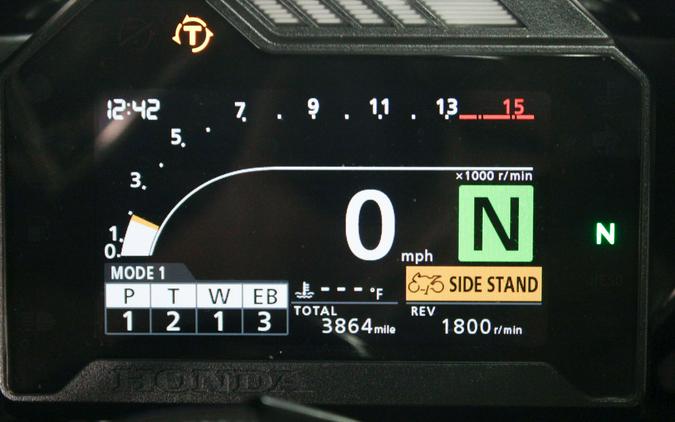 T
12:42
7. 9 11 13 15
5.
3.
1.
0.
×1000 r/min
0 mph N
N
MODE 1
P T W EB
1 2 1 3
---°F
SIDE STAND
TOTAL
3864mile
REV
1800r/min
HONDA